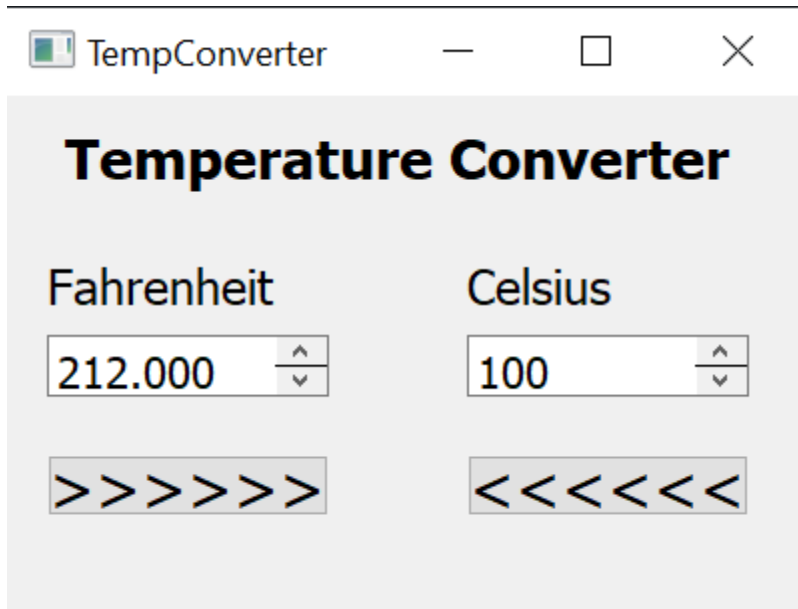 TempConverter
Temperature Converter
Fahrenheit Celsius
212.000 100
>>>>>> <<<<<<